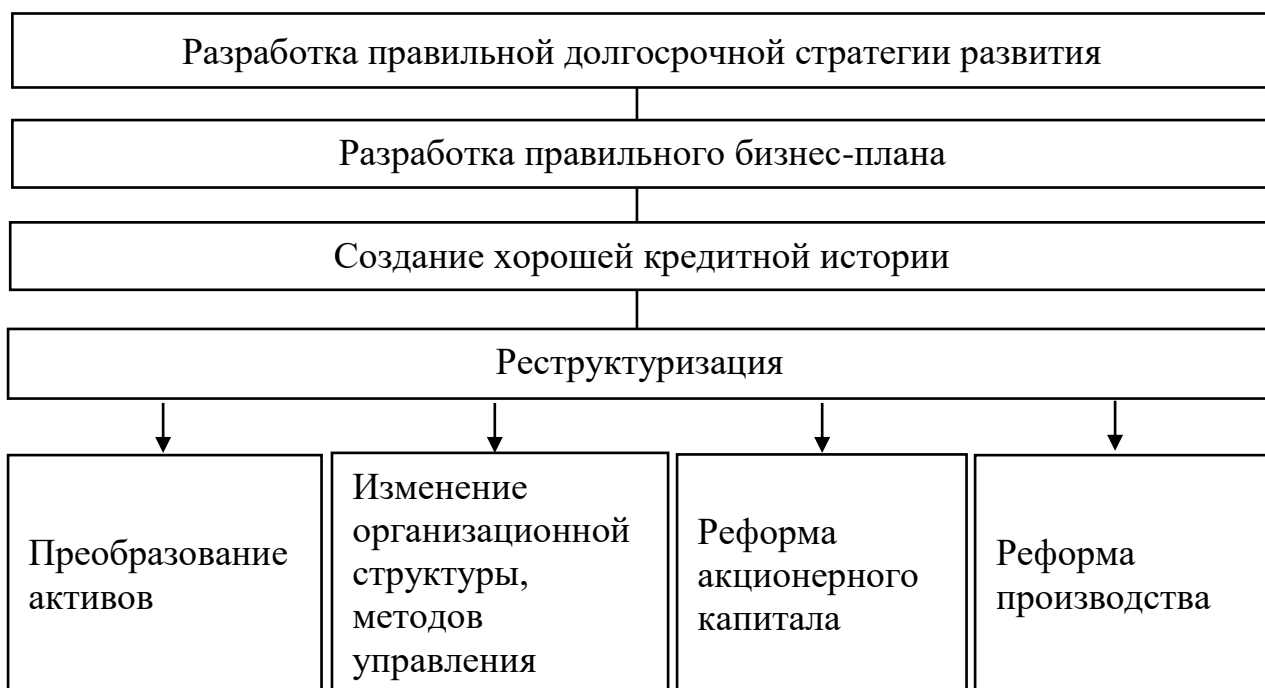 Разработка правильной долгосрочной стратегии развития
Разработка правильного бизнес-плана
Создание хорошей кредитной истории
Реструктуризация
Преобразование
активов
Изменение
организационной
структуры,
методов
управления
Реформа
акционерного
капитала
Реформа
производства